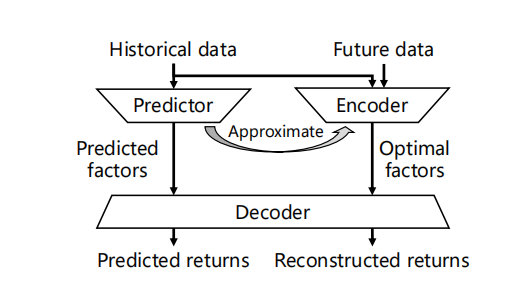 Historical data
Future data
Predictor
Encoder
Approximate
Predicted
factors
Optimal
factors
Decoder
Predicted returns
Reconstructed returns